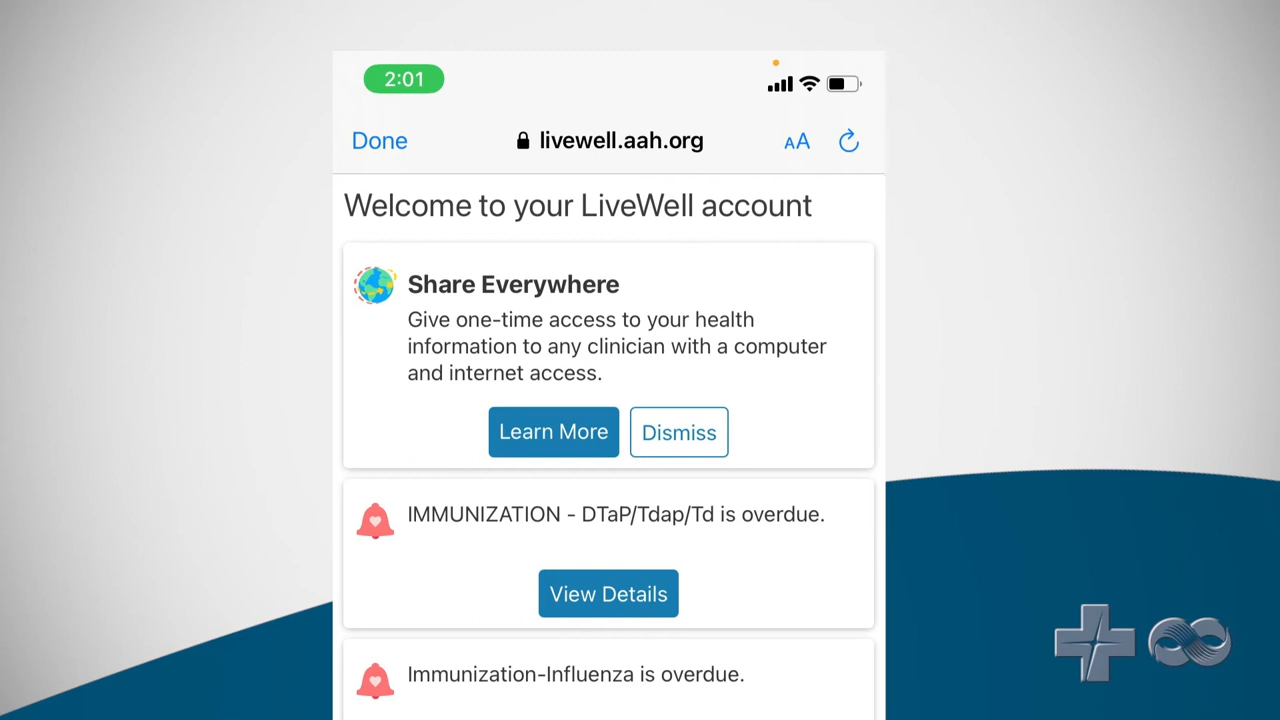 2:01
Done livewell.aah.org AA
Welcome to your LiveWell account
Share Everywhere
Give one-time access to your health
information to any clinician with a computer
and internet access.
Learn More Dismiss
IMMUNIZATION - DTaP/Tdap/Td is overdue.
View Details
Immunization-Influenza is overdue.